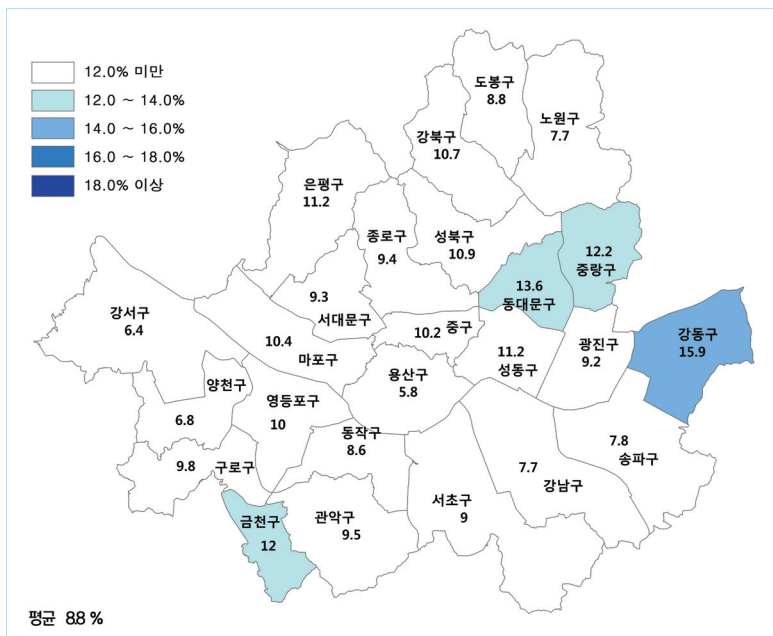 12.0% 미만
12.0 ~ 14.0%
14.0 ~ 16.0%
16.0 ~ 18.0%
18.0% 이상
도봉구
8.8
노원구
7.7
강북구
10.7
은평구
11.2
종로구
9.4
성북구
10.9
12.2
중랑구
13.6
동대문구
9.3
서대문구
강서구
6.4
10.4
마포구
10.2 중구
11.2
성동구
광진구
9.2
강동구
15.9
양천구
6.8
영등포구
10
용산구
5.8
동작구
8.6
9.8 구로구
7.8
송파구
7.7
강남구
서초구
9
금천구
12
관악구
9.5
평균 8.8 %